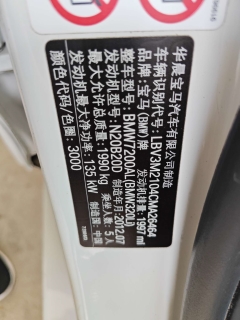 华晨宝马汽车有限公司制造
车辆识别代号：LBV3M2104CMA26464
品牌：宝马(BMW)牌 发动机排量：1997 ml
整车型号：BMW7200AL(BMW320Li)
发动机型号：N20B20D 制造年月：2012.07
最大允许总质量：1990 kg 乘坐人数：5人
发动机最大净功率：135 kW 制造国：中国
颜色代码/色圈：3000